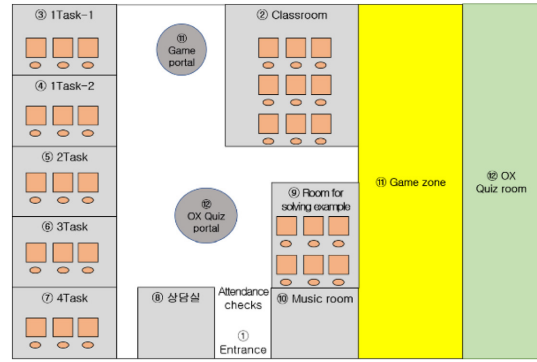 ③ 1Task-1
② Classroom
⑪
Game
portal
④ 1Task-2
⑤ 2Task
⑪ Game zone
⑫ OX
Quiz room
⑨ Room for
solving example
⑫
OX Quiz
portal
⑥ 3Task
⑦ 4Task
⑧ 상담실
Attendance
checks
⑩ Music room
①
Entrance